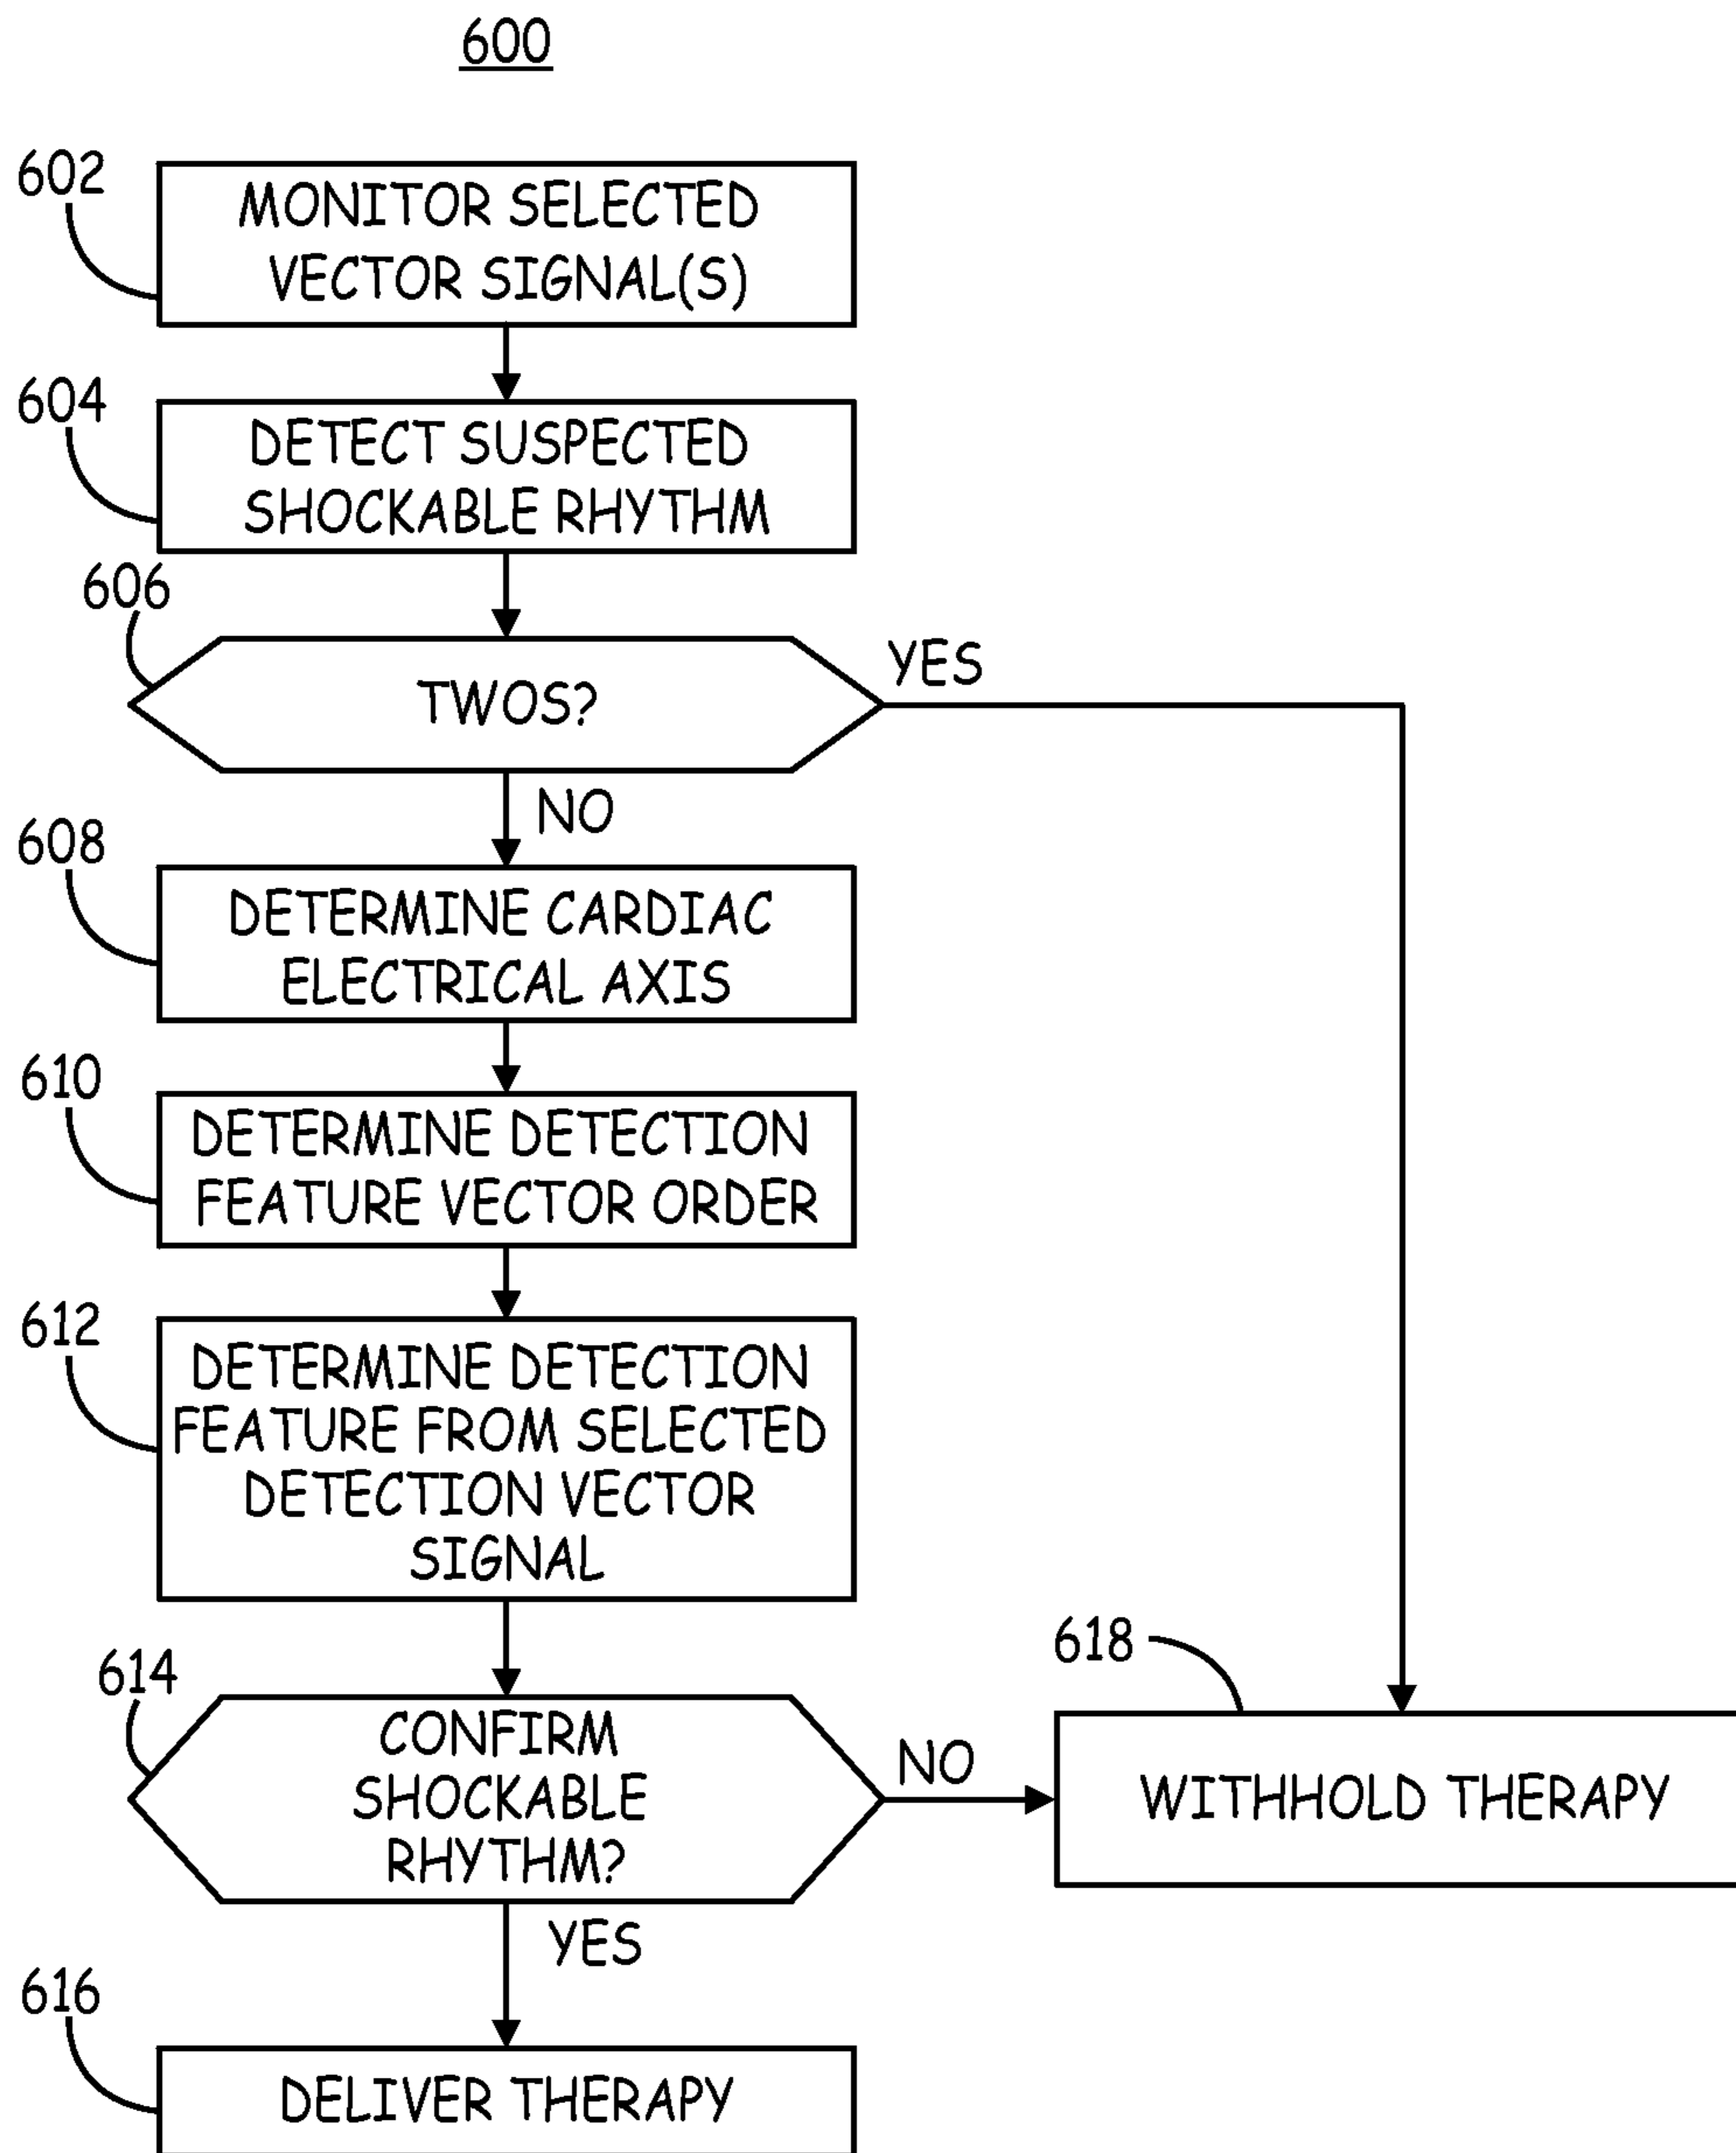 600
602
MONITOR SELECTED
VECTOR SIGNAL(S)
604
DETECT SUSPECTED
SHOCKABLE RHYTHM
606
TWOS?
YES
NO
608
DETERMINE CARDIAC
ELECTRICAL AXIS
610
DETERMINE DETECTION
FEATURE VECTOR ORDER
612
DETERMINE DETECTION
FEATURE FROM SELECTED
DETECTION VECTOR
SIGNAL
614
CONFIRM
SHOCKABLE
RHYTHM?
NO
618
WITHHOLD THERAPY
YES
616
DELIVER THERAPY